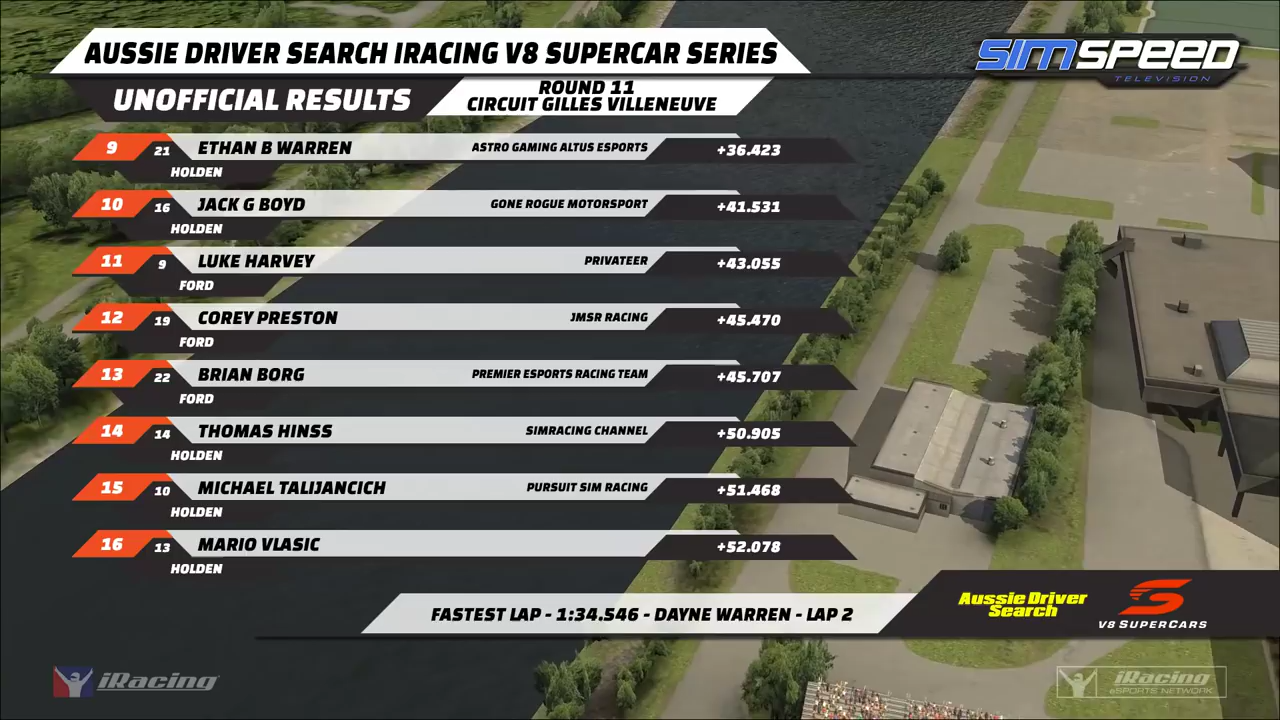 AUSSIE DRIVER SEARCH IRACING V8 SUPERCAR SERIES
SIMSPEED
TELEVISION
UNOFFICIAL RESULTS
ROUND 11
CIRCUIT GILLES VILLENEUVE
9 21 ETHAN B WARREN ASTRO GAMING ALTUS ESPORTS +36.423
HOLDEN
10 16 JACK G BOYD GONE ROGUE MOTORSPORT +41.531
HOLDEN
11 9 LUKE HARVEY PRIVATEER +43.055
FORD
12 19 COREY PRESTON JMSR RACING +45.470
FORD
13 22 BRIAN BORG PREMIER ESPORTS RACING TEAM +45.707
FORD
14 14 THOMAS HINSS SIMRACING CHANNEL +50.905
HOLDEN
15 10 MICHAEL TALIJANCICH PURSUIT SIM RACING +51.468
HOLDEN
16 13 MARIO VLASIC +52.078
HOLDEN
FASTEST LAP - 1:34.546 - DAYNE WARREN - LAP 2
Aussie Driver
Search
V8 SUPERCARS
iRacing
iRacing
eSPORTS NETWORK